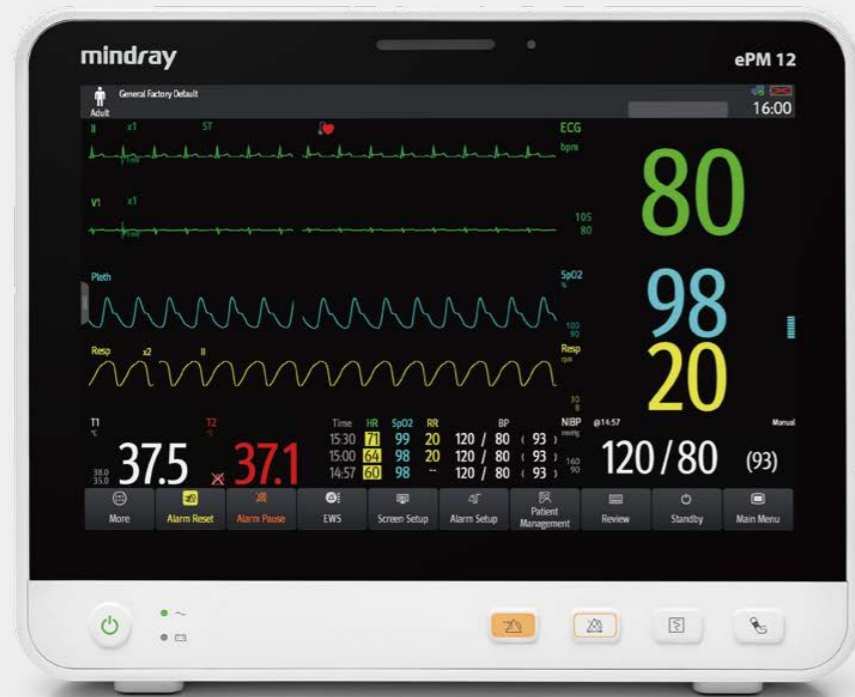 mindray
ePM 12
General Factory Default
Adult
16:00
II x1 ST ECG
bpm
1mV
80
V1 x1
1mV
105
80
Pleth SpO2
%
98
100
90
Resp x2 II Resp
rpm
20
30
8
T1 T2 Time HR SpO2 RR BP NIBP @14:57 Manual
°C °C mmHg
15:30 71 99 20 120 / 80 ( 93 )
15:00 64 98 20 120 / 80 ( 93 )
14:57 60 98 -- 120 / 80 ( 93 )
38.0
35.0
37.5 37.1
160
90
120/80 (93)
More Alarm Reset Alarm Pause EWS Screen Setup Alarm Setup Patient Management Review Standby Main Menu